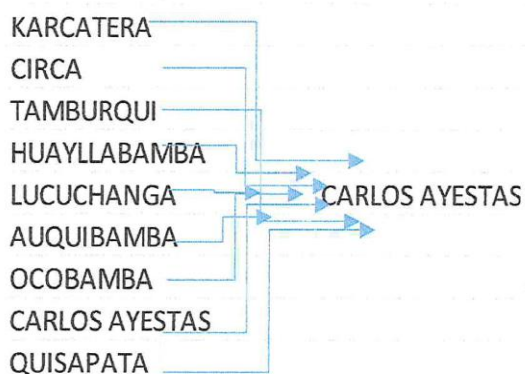 KARCATERA
CIRCA
TAMBURQUI
HUAYLLABAMBA
LUCUCHANGA
AUQUIBAMBA
OCOBAMBA
CARLOS AYESTAS
QUISAPATA
CARLOS AYESTAS